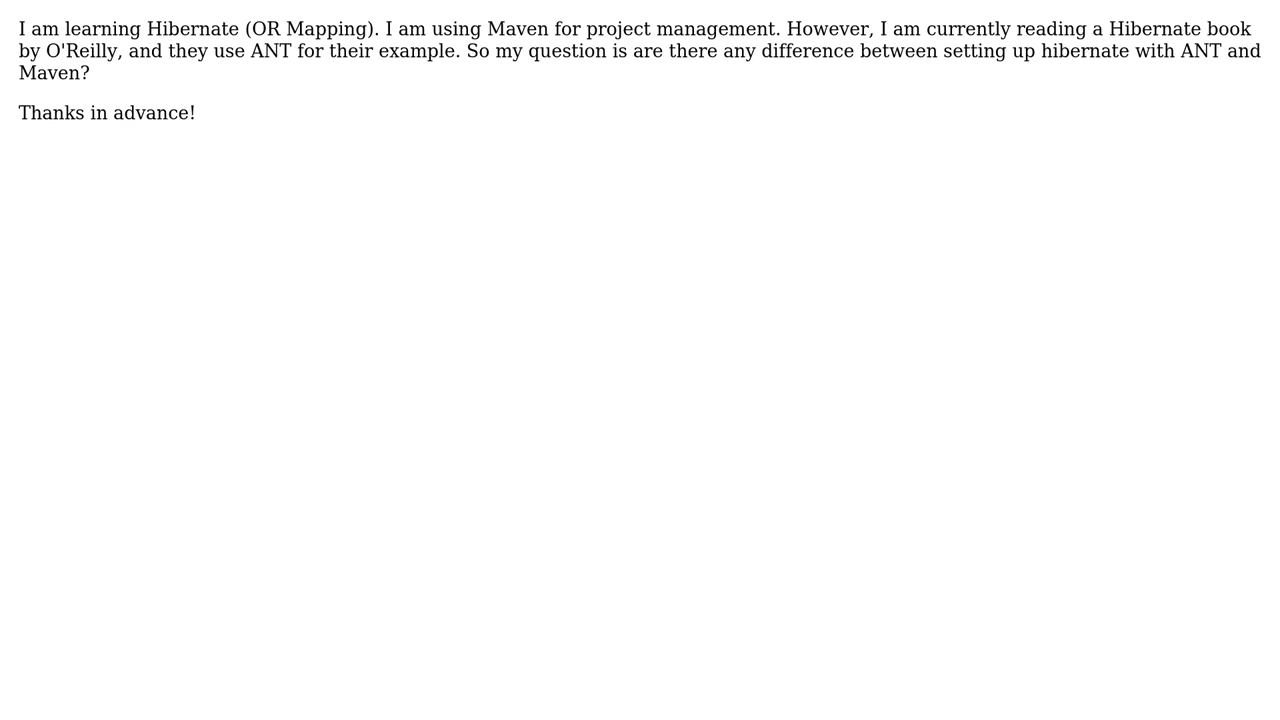 I am learning Hibernate (OR Mapping). I am using Maven for project management. However, I am currently reading a Hibernate book
by O'Reilly, and they use ANT for their example. So my question is are there any difference between setting up hibernate with ANT and
Maven?
Thanks in advance!